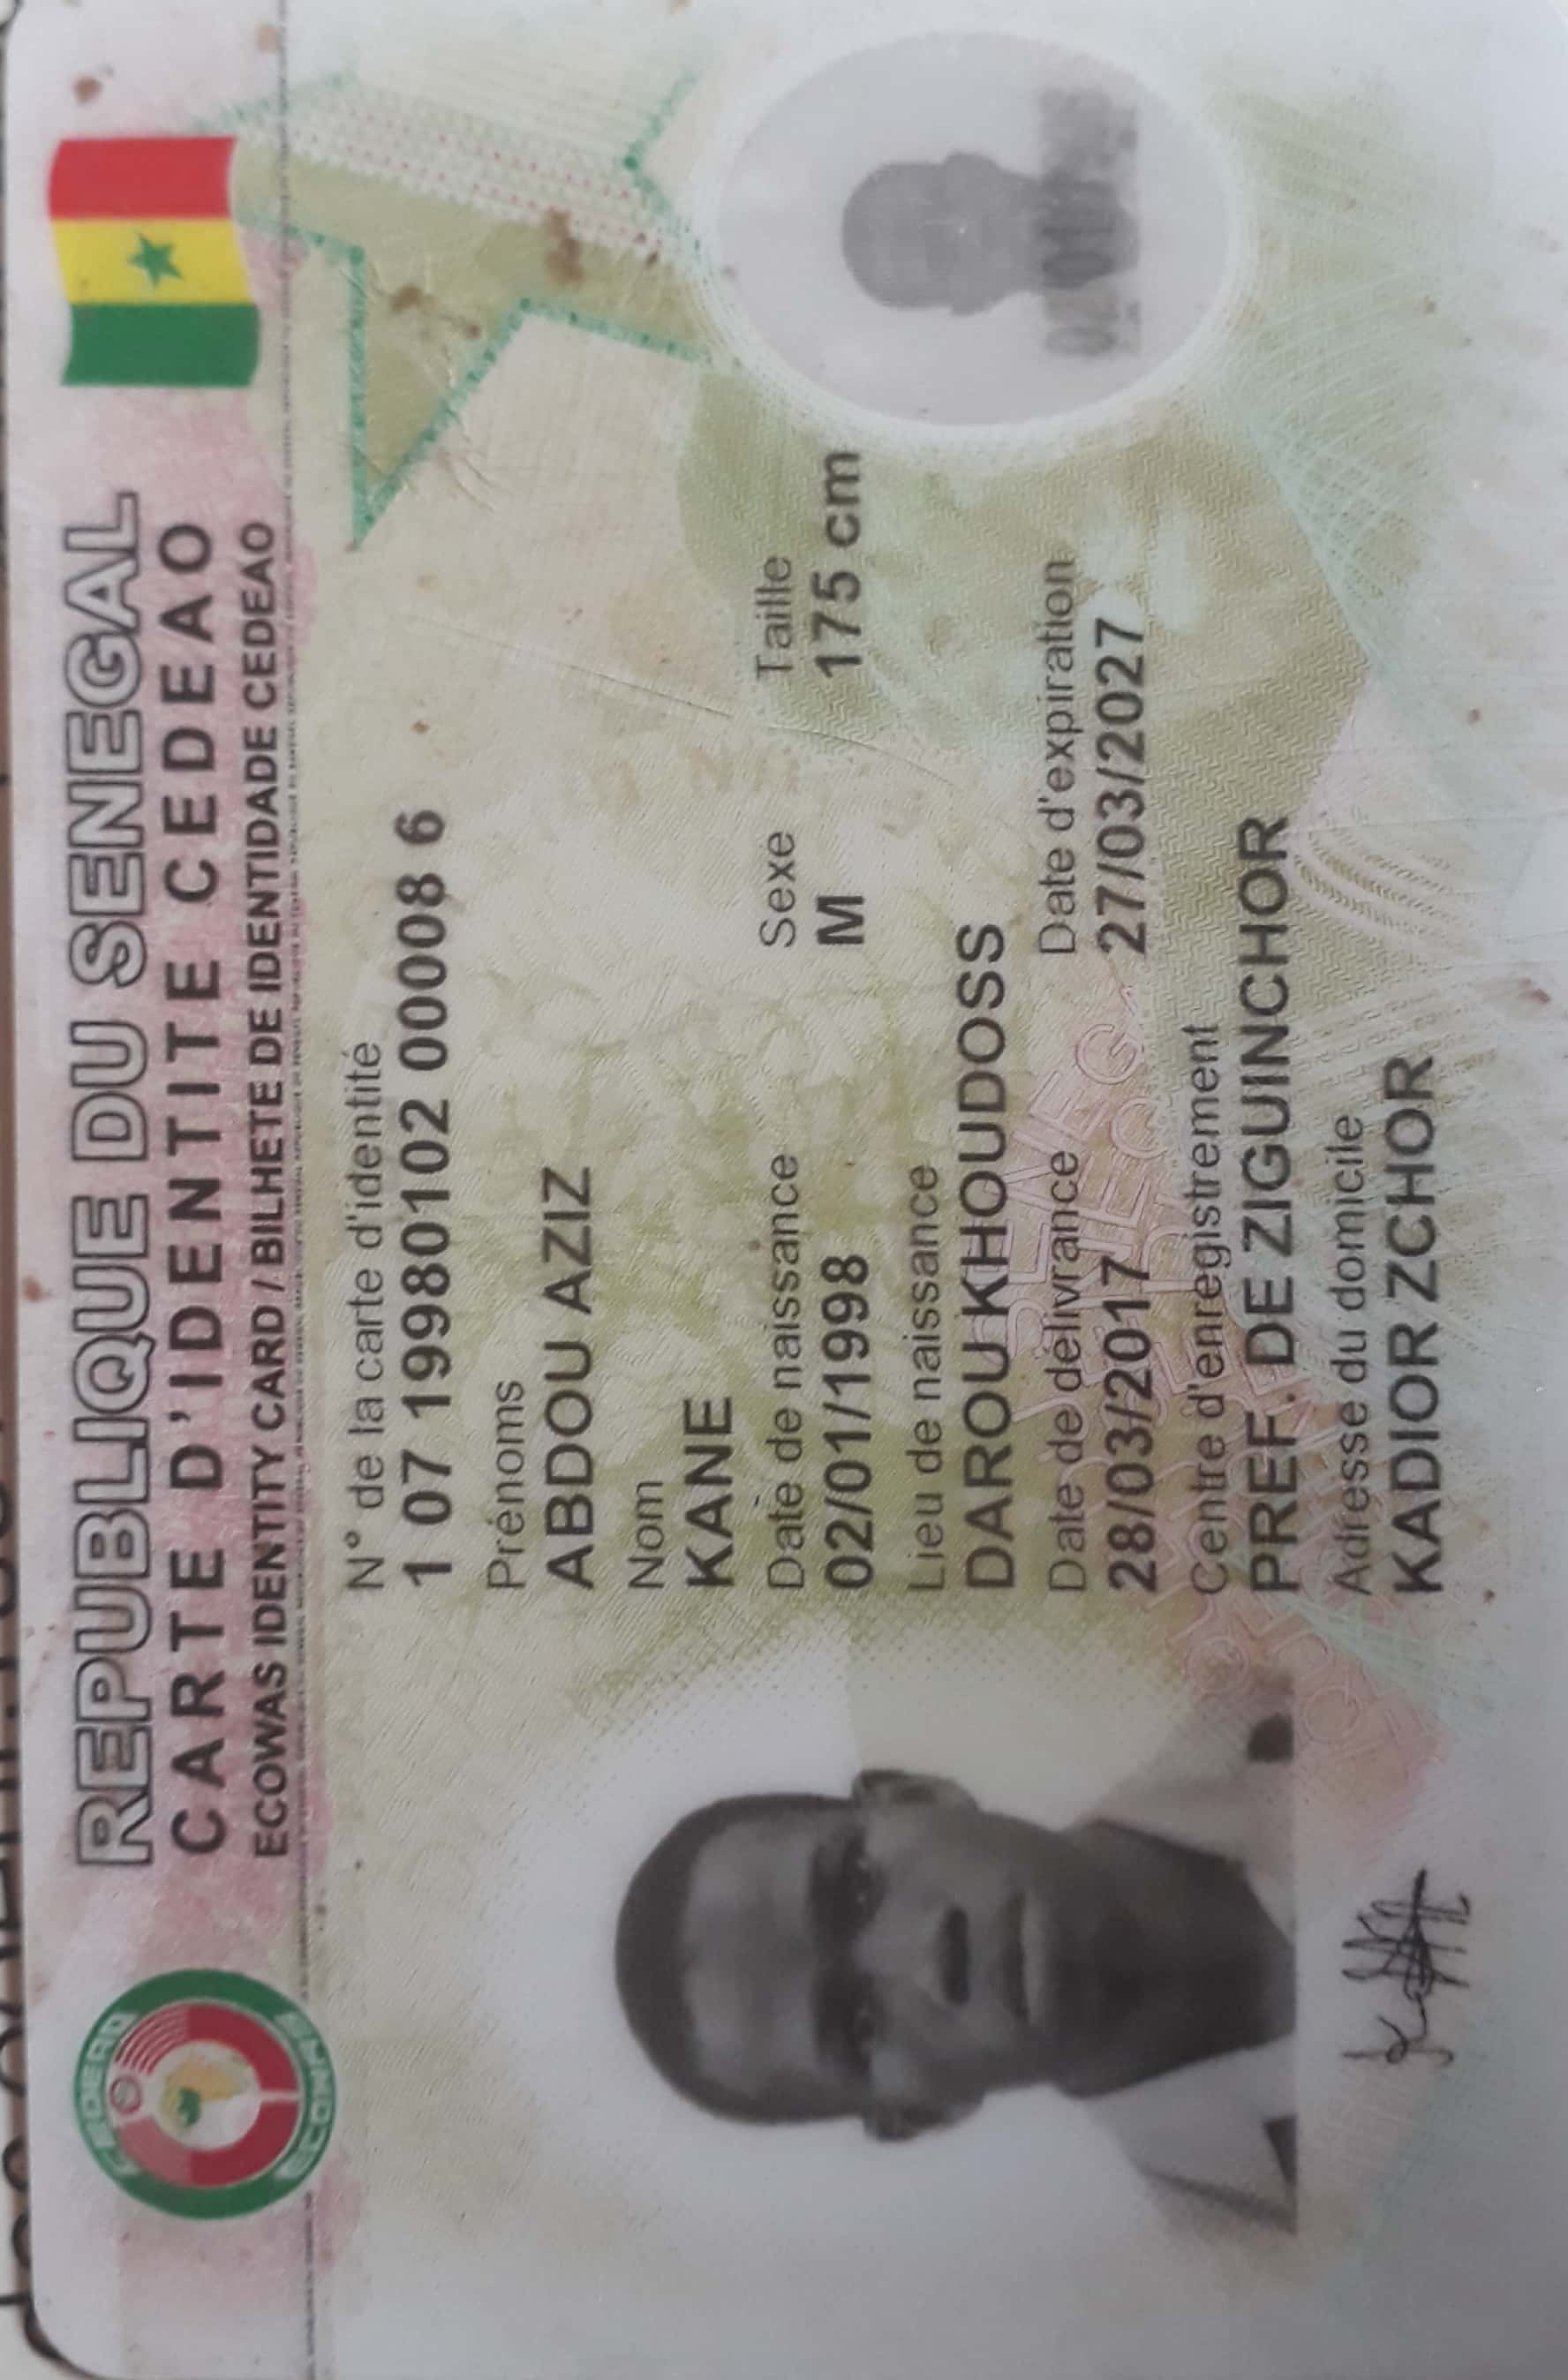 REPUBLIQUE DU SENEGAL
CARTE D'IDENTITE CEDEAO
ECOWAS IDENTITY CARD / BILHETE DE IDENTIDADE CEDEAO
N° de la carte d'identité
1 07 19980102 00008 6
Prénoms
ABDOU AZIZ
Nom
KANE
Date de naissance Sexe Taille
02/01/1998 M 175 cm
Lieu de naissance
DAROU KHOUDOSS
Date de délivrance Date d'expiration
28/03/2017 27/03/2027
Centre d'enregistrement
PREF. DE ZIGUINCHOR
Adresse du domicile
KADIOR ZCHOR